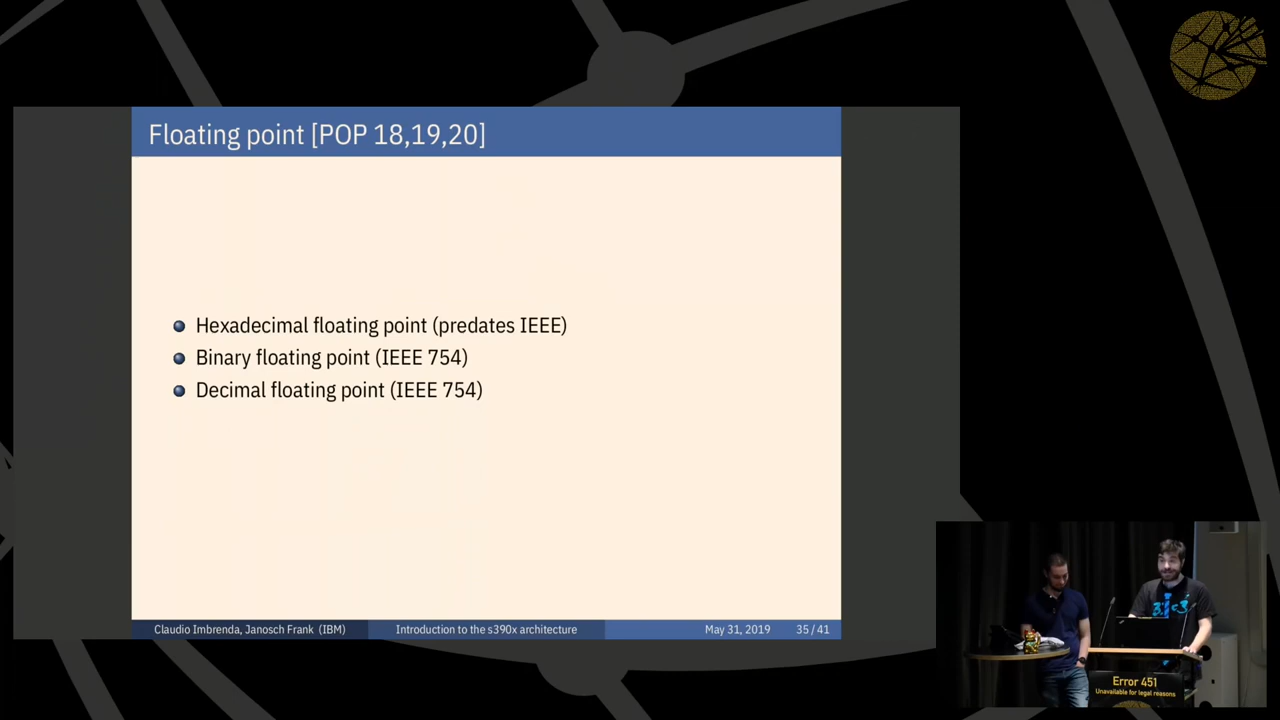 Floating point [POP 18,19,20]
Hexadecimal floating point (predates IEEE)
Binary floating point (IEEE 754)
Decimal floating point (IEEE 754)
Claudio Imbrenda, Janosch Frank (IBM)
Introduction to the s390x architecture
May 31, 2019
35 / 41
Error 451
Unavailable for legal reasons